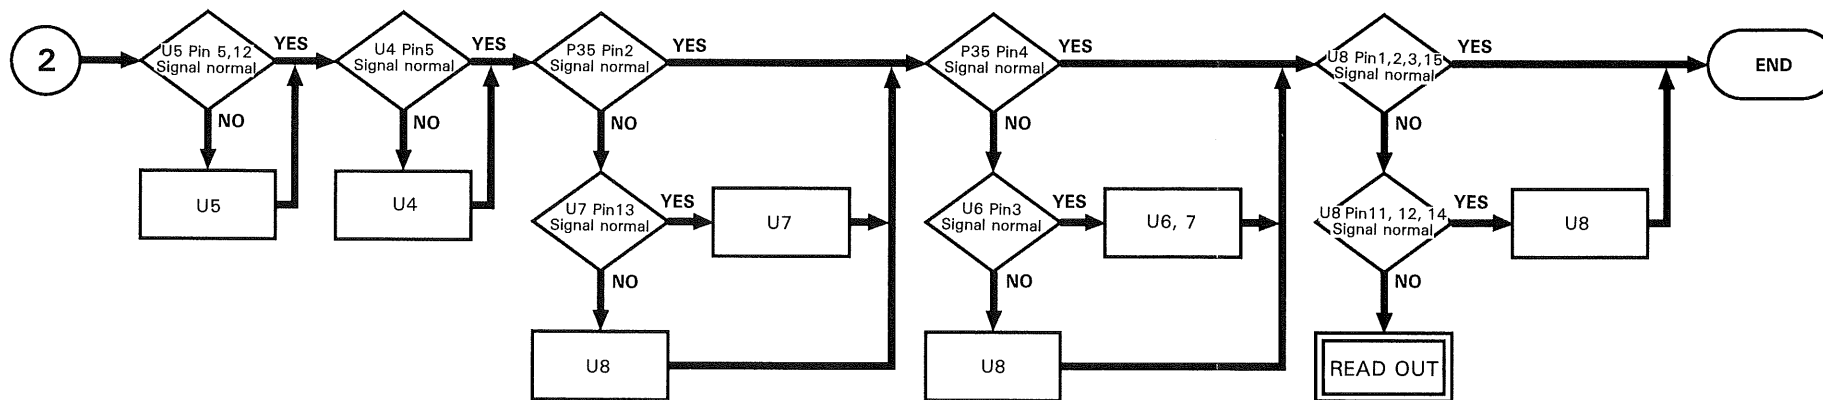 2
U5 Pin 5,12
Signal normal
YES
NO
U5
U4 Pin5
Signal normal
YES
NO
U4
P35 Pin2
Signal normal
YES
NO
U7 Pin13
Signal normal
YES
U7
NO
U8
P35 Pin4
Signal normal
YES
NO
U6 Pin3
Signal normal
YES
U6, 7
NO
U8
U8 Pin1,2,3,15
Signal normal
YES
NO
U8 Pin11, 12, 14
Signal normal
YES
U8
NO
READ OUT
END